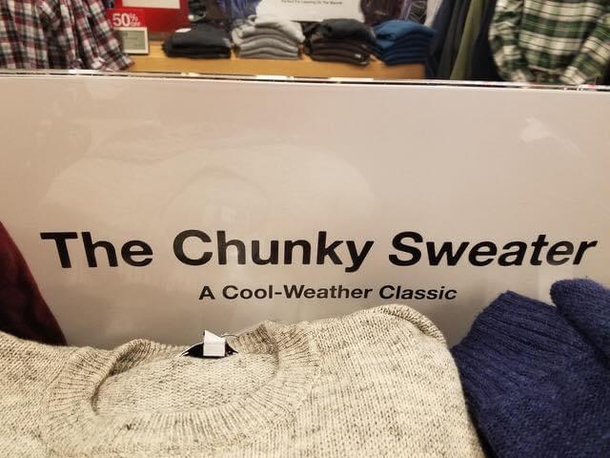 50%
The Chunky Sweater
A Cool-Weather Classic